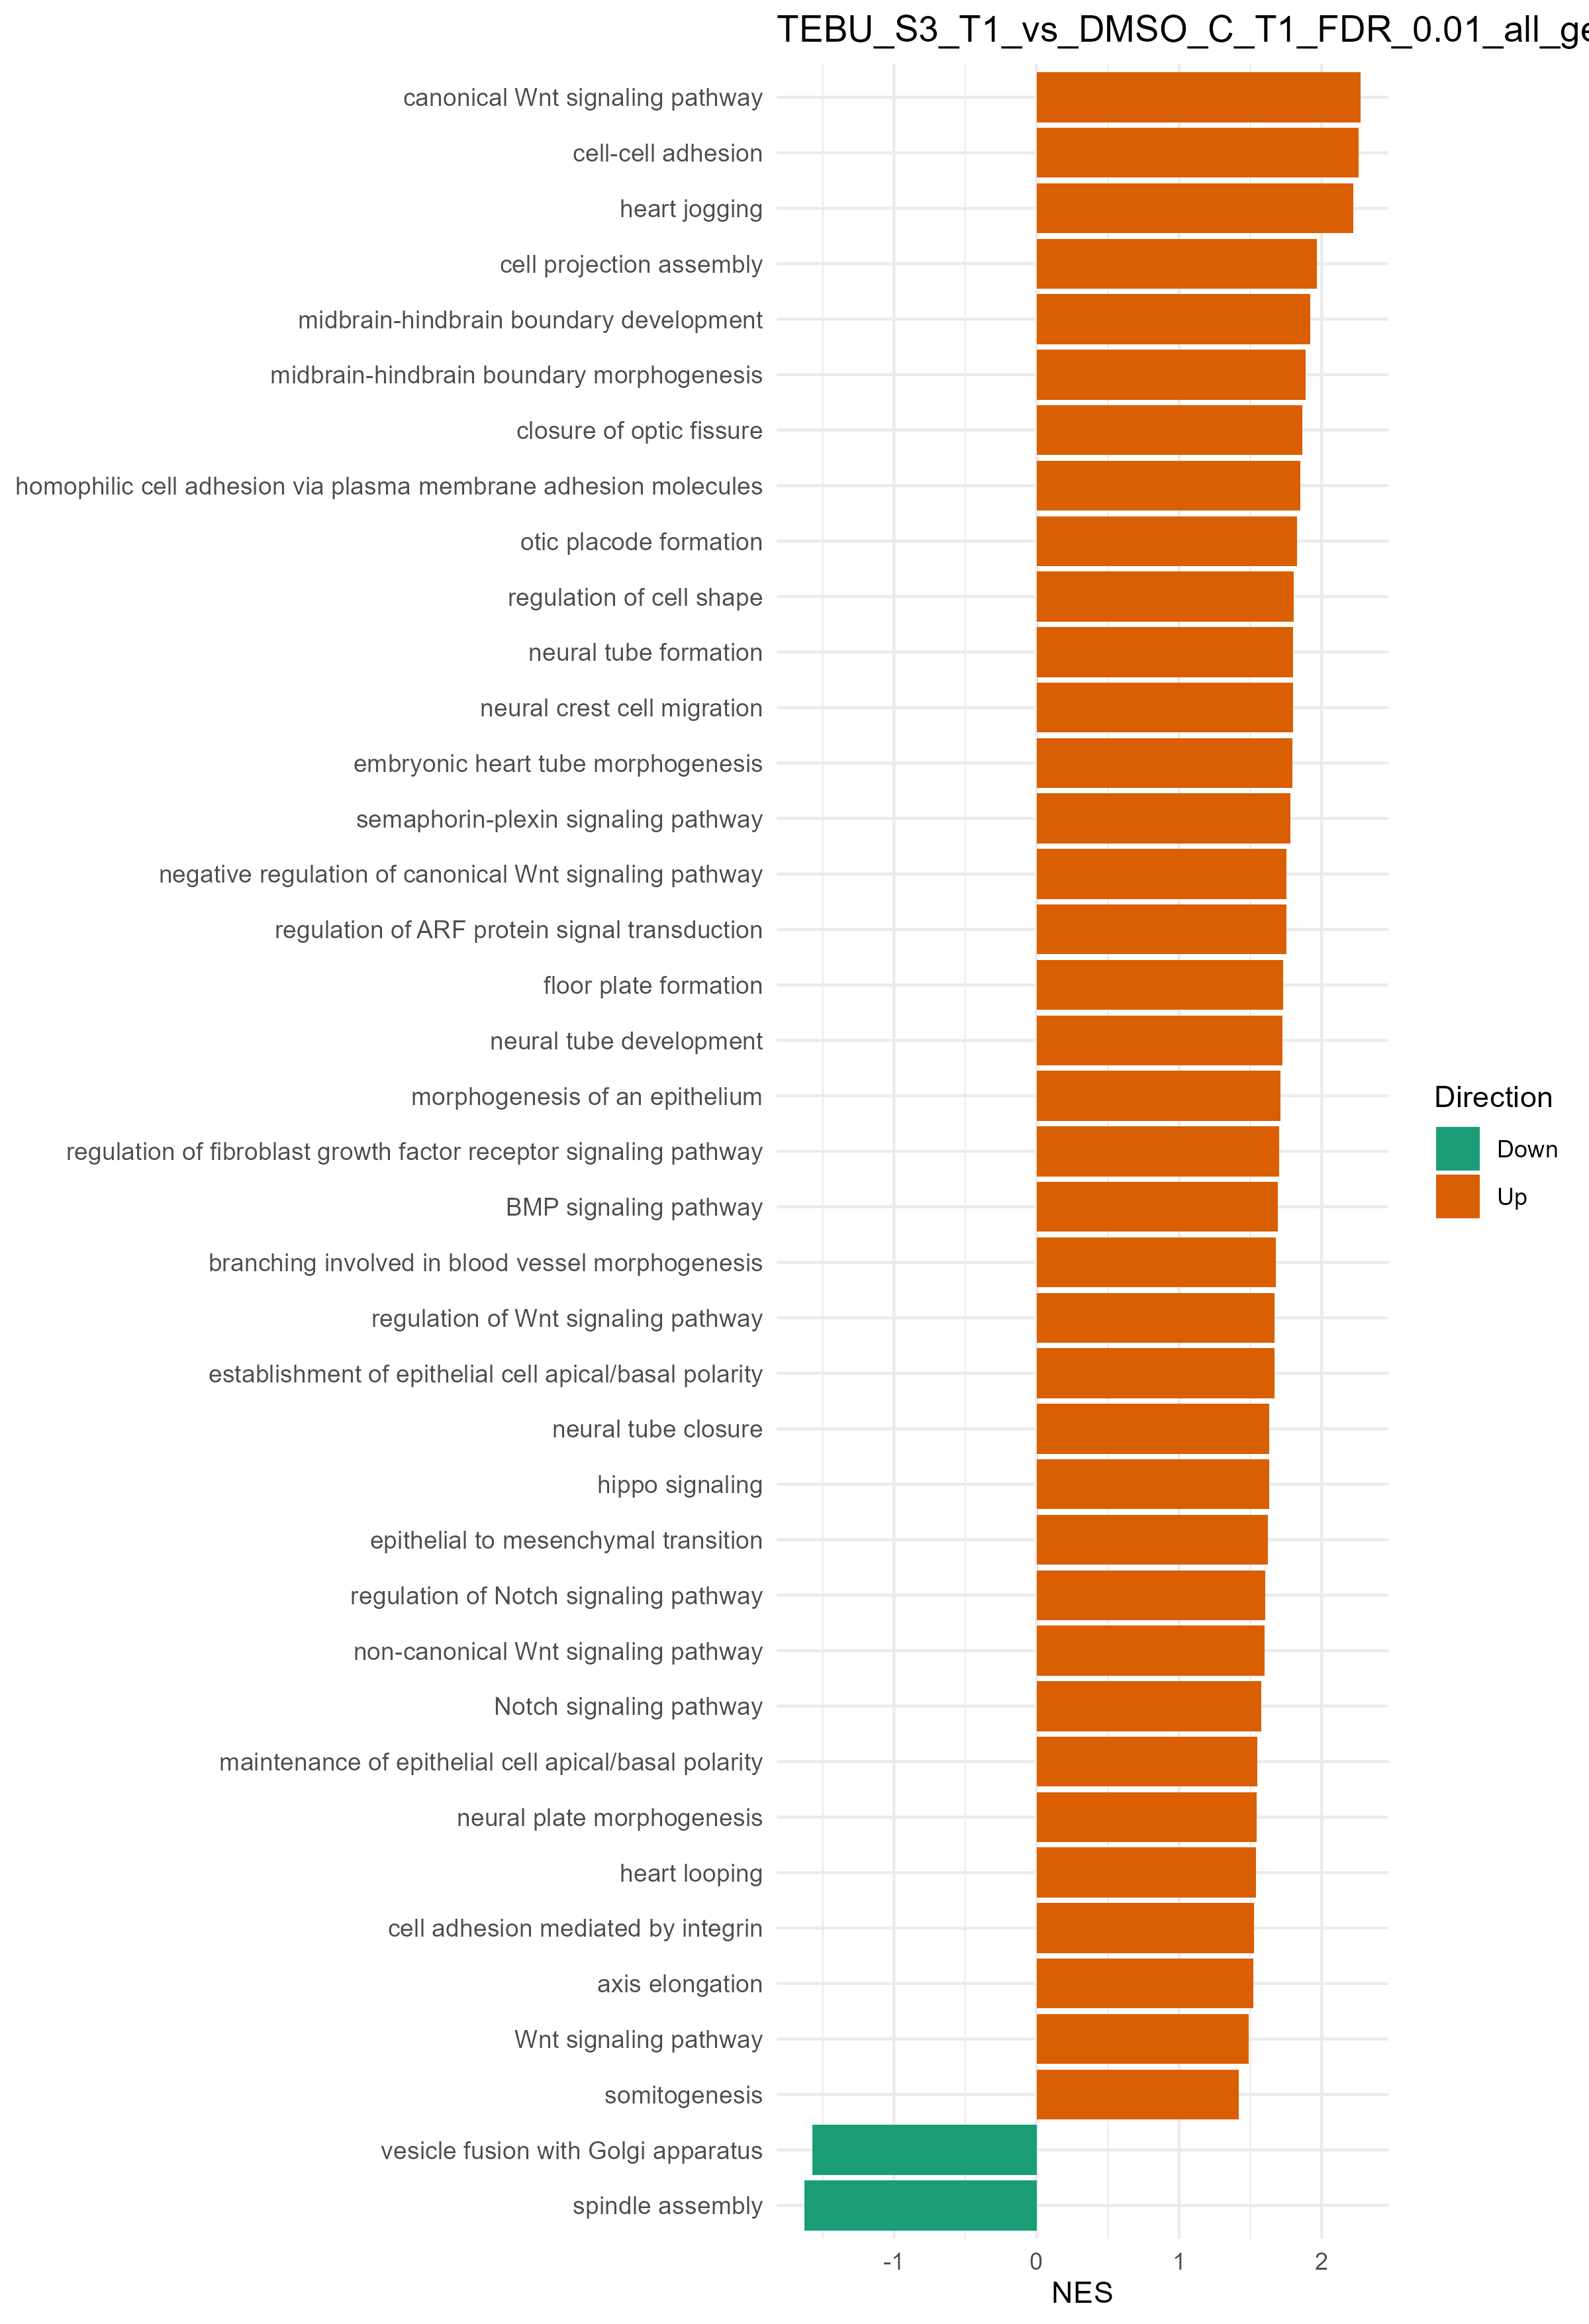 TEBU_S3_T1_vs_DMSO_C_T1_FDR_0.01_all_ge
canonical Wnt signaling pathway
cell-cell adhesion
heart jogging
cell projection assembly
midbrain-hindbrain boundary development
midbrain-hindbrain boundary morphogenesis
closure of optic fissure
homophilic cell adhesion via plasma membrane adhesion molecules
otic placode formation
regulation of cell shape
neural tube formation
neural crest cell migration
embryonic heart tube morphogenesis
semaphorin-plexin signaling pathway
negative regulation of canonical Wnt signaling pathway
regulation of ARF protein signal transduction
floor plate formation
neural tube development
morphogenesis of an epithelium
regulation of fibroblast growth factor receptor signaling pathway
BMP signaling pathway
branching involved in blood vessel morphogenesis
regulation of Wnt signaling pathway
establishment of epithelial cell apical/basal polarity
neural tube closure
hippo signaling
epithelial to mesenchymal transition
regulation of Notch signaling pathway
non-canonical Wnt signaling pathway
Notch signaling pathway
maintenance of epithelial cell apical/basal polarity
neural plate morphogenesis
heart looping
cell adhesion mediated by integrin
axis elongation
Wnt signaling pathway
somitogenesis
vesicle fusion with Golgi apparatus
spindle assembly
-1 0 1 2
NES
Direction
Down
Up